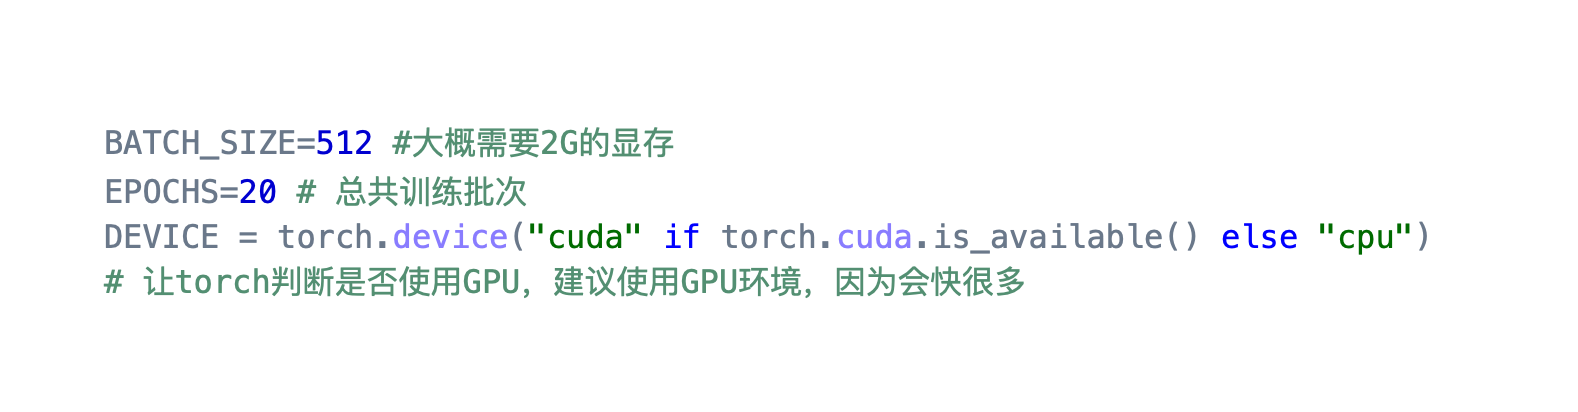 BATCH_SIZE=512 #大概需要2G的显存
EPOCHS=20 # 总共训练批次
DEVICE = torch.device("cuda" if torch.cuda.is_available() else "cpu")
# 让torch判断是否使用GPU，建议使用GPU环境，因为会快很多